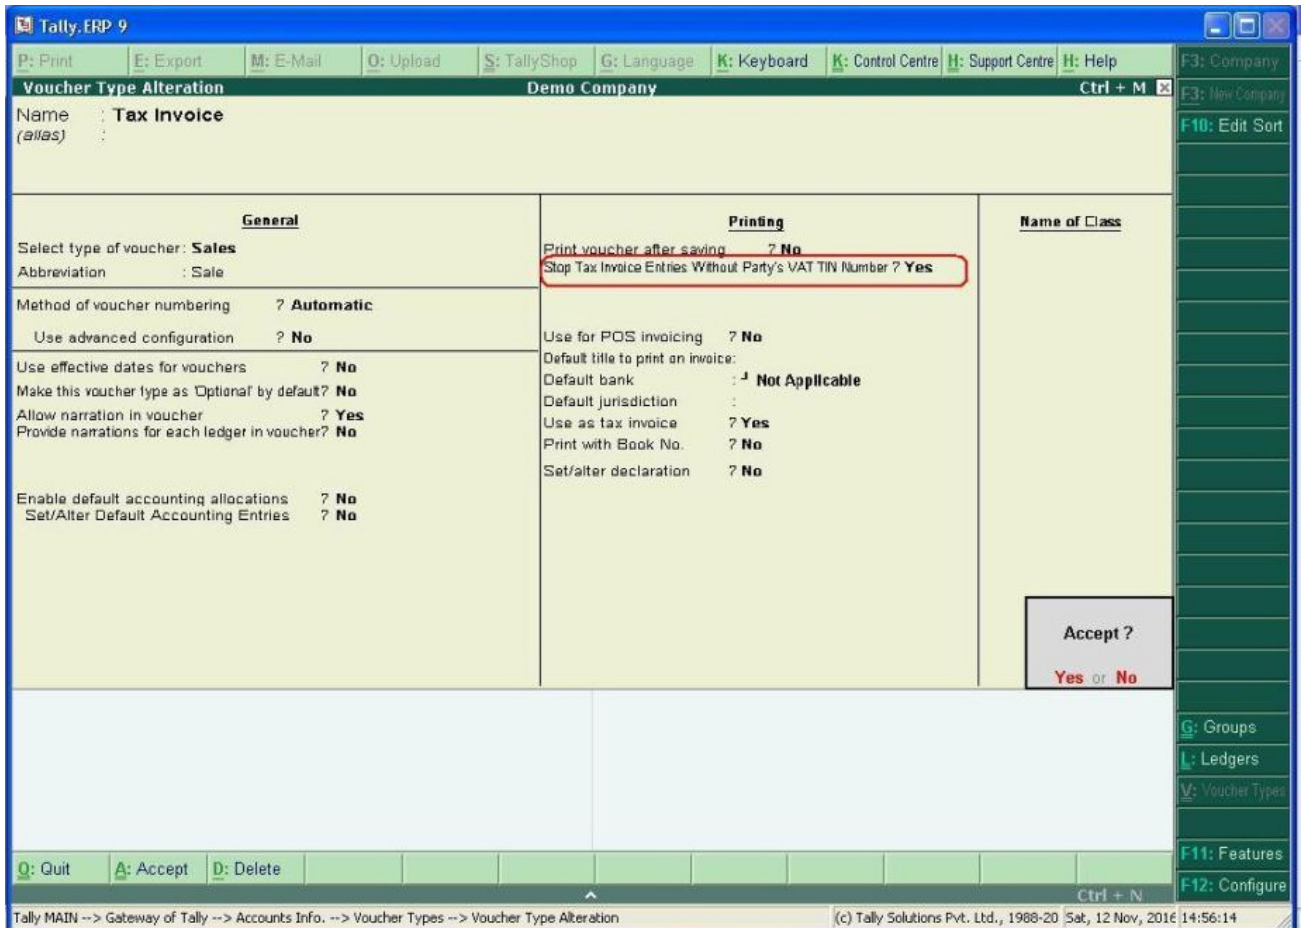 Tally.ERP 9
P: Print E: Export M: E-Mail O: Upload S: TallyShop G: Language K: Keyboard K: Control Centre H: Support Centre H: Help
F3: Company
Voucher Type Alteration Demo Company Ctrl + M
F3: New Company
F10: Edit Sort
Name : Tax Invoice
(alias) :
General
Select type of voucher : Sales
Abbreviation : Sale
Method of voucher numbering ? Automatic
Use advanced configuration ? No
Use effective dates for vouchers ? No
Make this voucher type as 'Optional' by default? No
Allow narration in voucher ? Yes
Provide narrations for each ledger in voucher? No
Enable default accounting allocations ? No
Set/Alter Default Accounting Entries ? No
Printing
Print voucher after saving ? No
Stop Tax Invoice Entries Without Party's VAT TIN Number ? Yes
Use for POS invoicing ? No
Default title to print on invoice:
Default bank : ┘ Not Applicable
Default jurisdiction :
Use as tax invoice ? Yes
Print with Book No. ? No
Set/alter declaration ? No
Name of Class
Accept ?
Yes or No
G: Groups
L: Ledgers
V: Voucher Types
F11: Features
F12: Configure
Q: Quit A: Accept D: Delete
Ctrl + N
Tally MAIN --> Gateway of Tally --> Accounts Info. --> Voucher Types --> Voucher Type Alteration (c) Tally Solutions Pvt. Ltd., 1988-20 Sat, 12 Nov, 2016 14:56:14